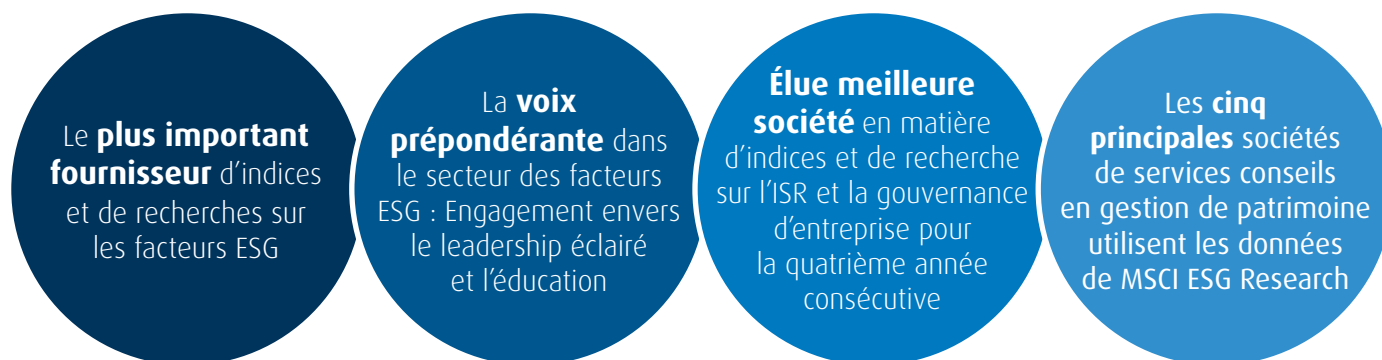 Le plus important
fournisseur d’indices
et de recherches sur
les facteurs ESG
La voix
prépondérante dans
le secteur des facteurs
ESG : Engagement envers
le leadership éclairé
et l’éducation
Élue meilleure
société en matière
d’indices et de recherche
sur l’ISR et la gouvernance
d’entreprise pour
la quatrième année
consécutive
Les cinq
principales sociétés
de services conseils
en gestion de patrimoine
utilisent les données
de MSCI ESG Research